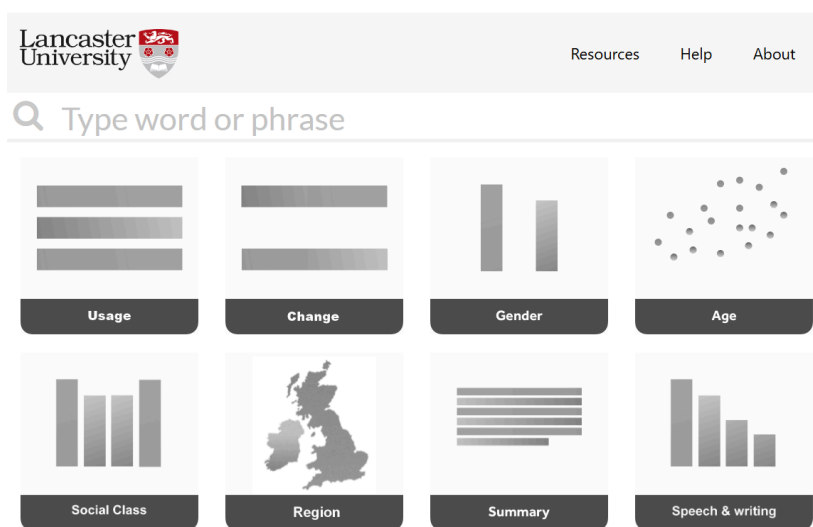 Lancaster
University
Resources Help About
Type word or phrase
Usage Change Gender Age
Social Class Region Summary Speech & writing